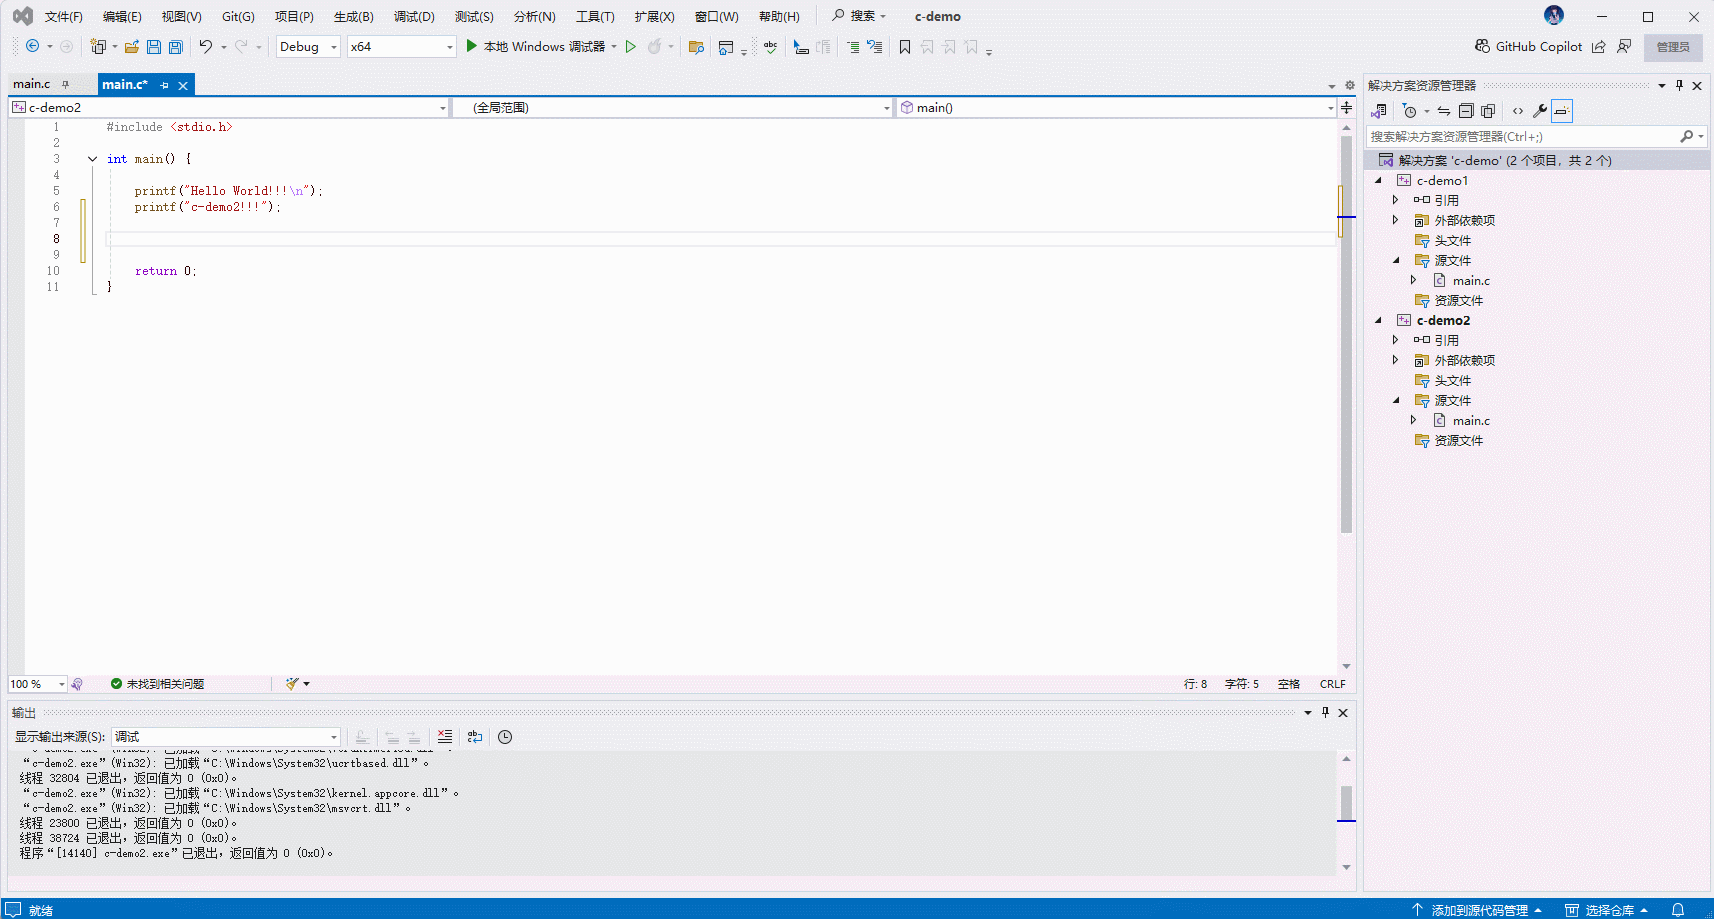 文件(F) 编辑(E) 视图(V) Git(G) 项目(P) 生成(B) 调试(D) 测试(S) 分析(N) 工具(T) 扩展(X) 窗口(W) 帮助(H) 搜索 c-demo
Debug x64 本地 Windows 调试器 abc GitHub Copilot 管理员
main.c main.c*
c-demo2 (全局范围) main()
1 #include <stdio.h>
2
3 int main() {
4
5 printf("Hello World!!!\n");
6 printf("c-demo2!!!");
7
8
9
10 return 0;
11 }
100 % 未找到相关问题 行: 8 字符: 5 空格 CRLF
输出
显示输出来源(S): 调试
“c-demo2.exe”(Win32): 已加载“C:\Windows\System32\ucrtbased.dll”。
线程 32804 已退出，返回值为 0 (0x0)。
“c-demo2.exe”(Win32): 已加载“C:\Windows\System32\kernel.appcore.dll”。
“c-demo2.exe”(Win32): 已加载“C:\Windows\System32\msvcrt.dll”。
线程 23800 已退出，返回值为 0 (0x0)。
线程 38724 已退出，返回值为 0 (0x0)。
程序“[14140] c-demo2.exe”已退出，返回值为 0 (0x0)。
解决方案资源管理器
搜索解决方案资源管理器(Ctrl+;)
解决方案 'c-demo' (2 个项目，共 2 个)
c-demo1
引用
外部依赖项
头文件
源文件
main.c
资源文件
c-demo2
引用
外部依赖项
头文件
源文件
main.c
资源文件
就绪 添加到源代码管理 选择仓库